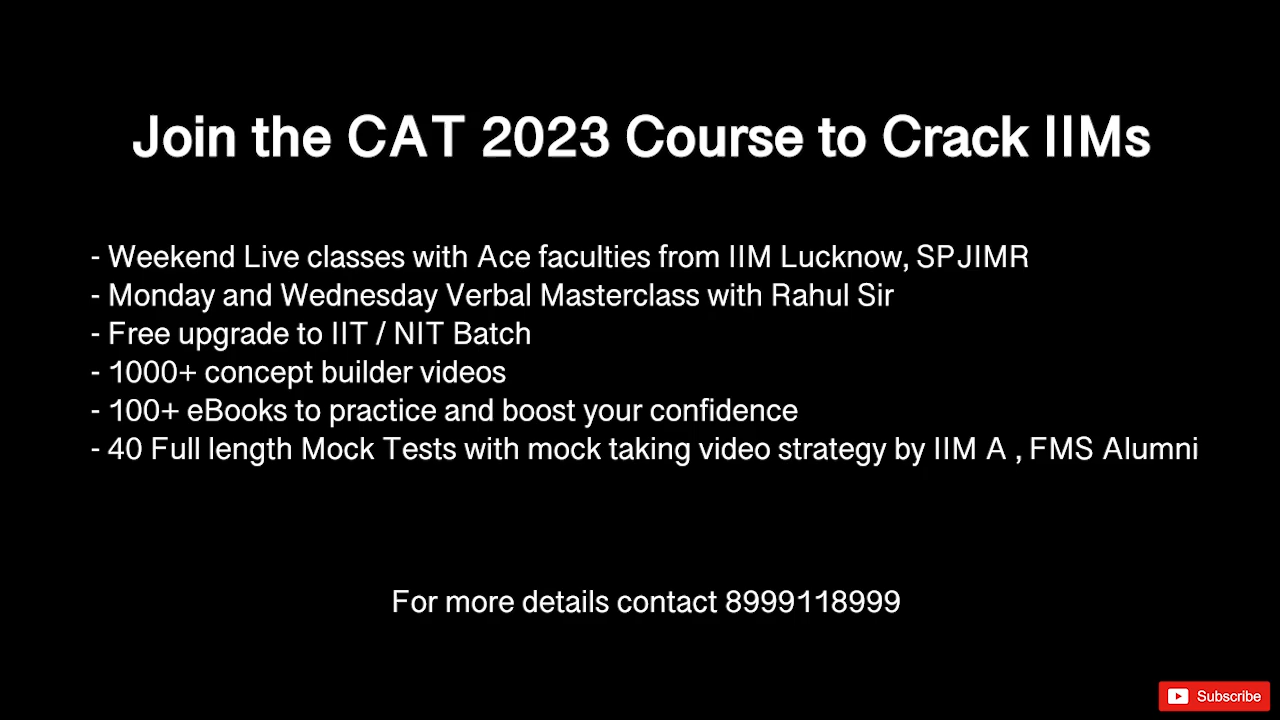 Join the CAT 2023 Course to Crack IIMs
- Weekend Live classes with Ace faculties from IIM Lucknow, SPJIMR
- Monday and Wednesday Verbal Masterclass with Rahul Sir
- Free upgrade to IIT / NIT Batch
- 1000+ concept builder videos
- 100+ eBooks to practice and boost your confidence
- 40 Full length Mock Tests with mock taking video strategy by IIM A , FMS Alumni
For more details contact 8999118999
Subscribe